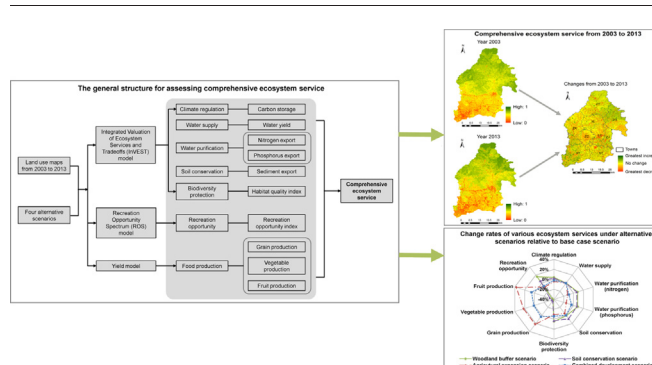 The general structure for assessing comprehensive ecosystem service
Land use maps
from 2003 to 2013
Four alternative
scenarios
Integrated Valuation
of Ecosystem
Services and
Tradeoffs (InVEST)
model
Recreation
Opportunity
Spectrum (ROS)
model
Yield model
Climate regulation
Water supply
Water purification
Soil conservation
Biodiversity
protection
Recreation
opportunity
Food production
Carbon storage
Water yield
Nitrogen export
Phosphorus export
Sediment export
Habitat quality index
Recreation
opportunity index
Grain production
Vegetable
production
Fruit production
Comprehensive
ecosystem
service
Comprehensive ecosystem service from 2003 to 2013
Year 2003
High: 1
Low: 0
Year 2013
High: 1
Low: 0
Changes from 2003 to 2013
Towns
Greatest
No change
Greatest
Change rates of various ecosystem services under alternative
scenarios relative to base case scenario
Climate regulation
Water supply
Water purification
(nitrogen)
Water purification
(phosphorus)
Soil conservation
Biodiversity
protection
Grain production
Vegetable production
Fruit production
Recreation
opportunity
40%
20%
0%
-20%
-40%
Woodland buffer scenario
Soil conservation scenario